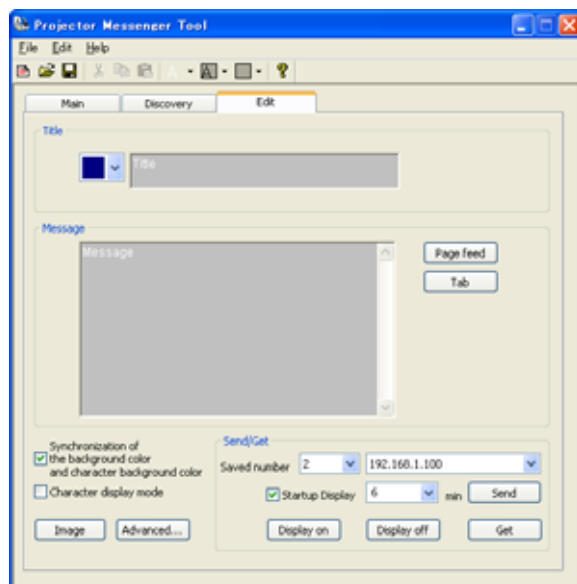 Projector Messenger Tool
File Edit Help
Main Discovery Edit
Title
Title
Message
Message
Page feed
Tab
Synchronization of
the background color
and character background color
Character display mode
Image Advanced...
Send/Get
Saved number 2 192.168.1.100
Startup Display 6 min Send
Display on Display off Get